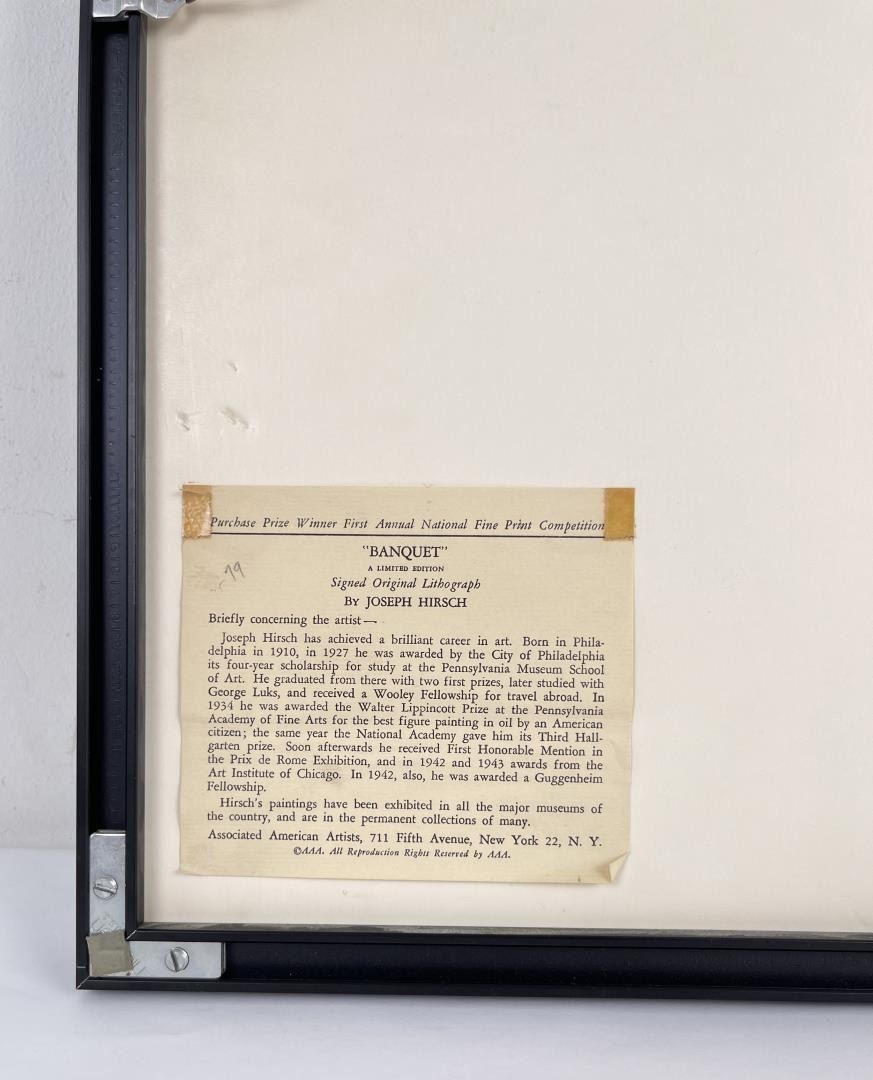 Purchase Prize Winner First Annual National Fine Print Competition
"BANQUET"
A LIMITED EDITION
Signed Original Lithograph
By JOSEPH HIRSCH
Briefly concerning the artist—
Joseph Hirsch has achieved a brilliant career in art. Born in Phila-
delphia in 1910, in 1927 he was awarded by the City of Philadelphia
its four-year scholarship for study at the Pennsylvania Museum School
of Art. He graduated from there with two first prizes, later studied with
George Luks, and received a Wooley Fellowship for travel abroad. In
1934 he was awarded the Walter Lippincott Prize at the Pennsylvania
Academy of Fine Arts for the best figure painting in oil by an American
citizen; the same year the National Academy gave him its Third Hall-
garten prize. Soon afterwards he received First Honorable Mention in
the Prix de Rome Exhibition, and in 1942 and 1943 awards from the
Art Institute of Chicago. In 1942, also, he was awarded a Guggenheim
Fellowship.
Hirsch's paintings have been exhibited in all the major museums of
the country, and are in the permanent collections of many.
Associated American Artists, 711 Fifth Avenue, New York 22, N. Y.
©AAA. All Reproduction Rights Reserved by AAA.